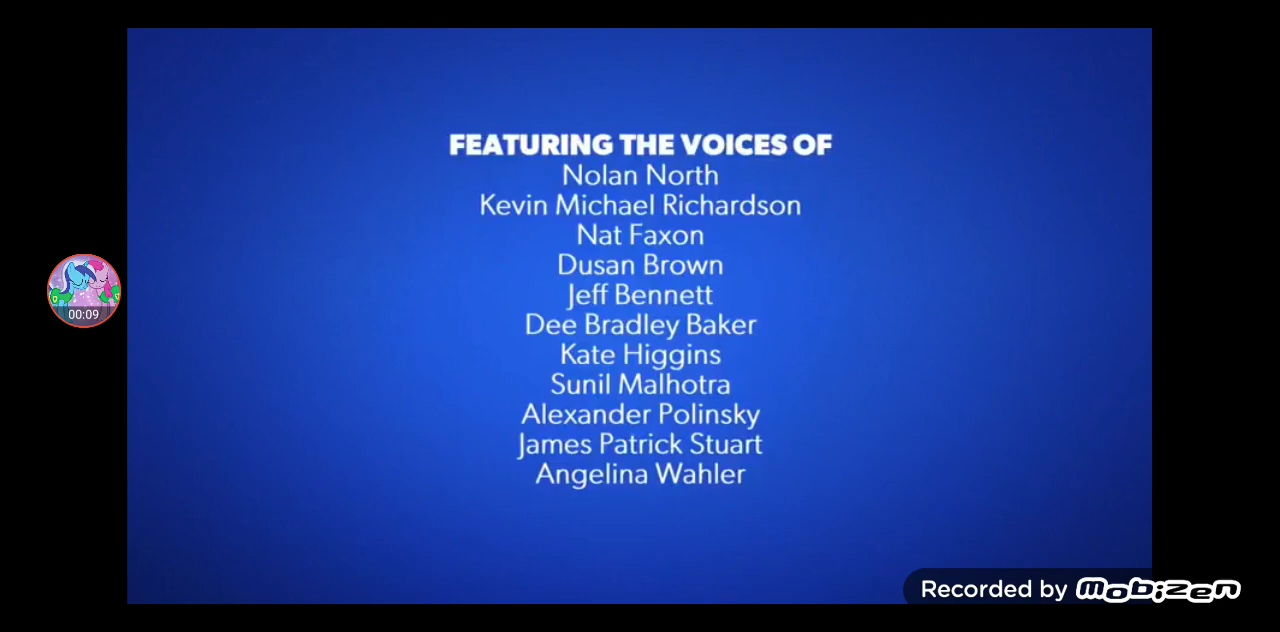 FEATURING THE VOICES OF
Nolan North
Kevin Michael Richardson
Nat Faxon
Dusan Brown
Jeff Bennett
Dee Bradley Baker
Kate Higgins
Sunil Malhotra
Alexander Polinsky
James Patrick Stuart
Angelina Wahler
00:09
Recorded by Mobizen